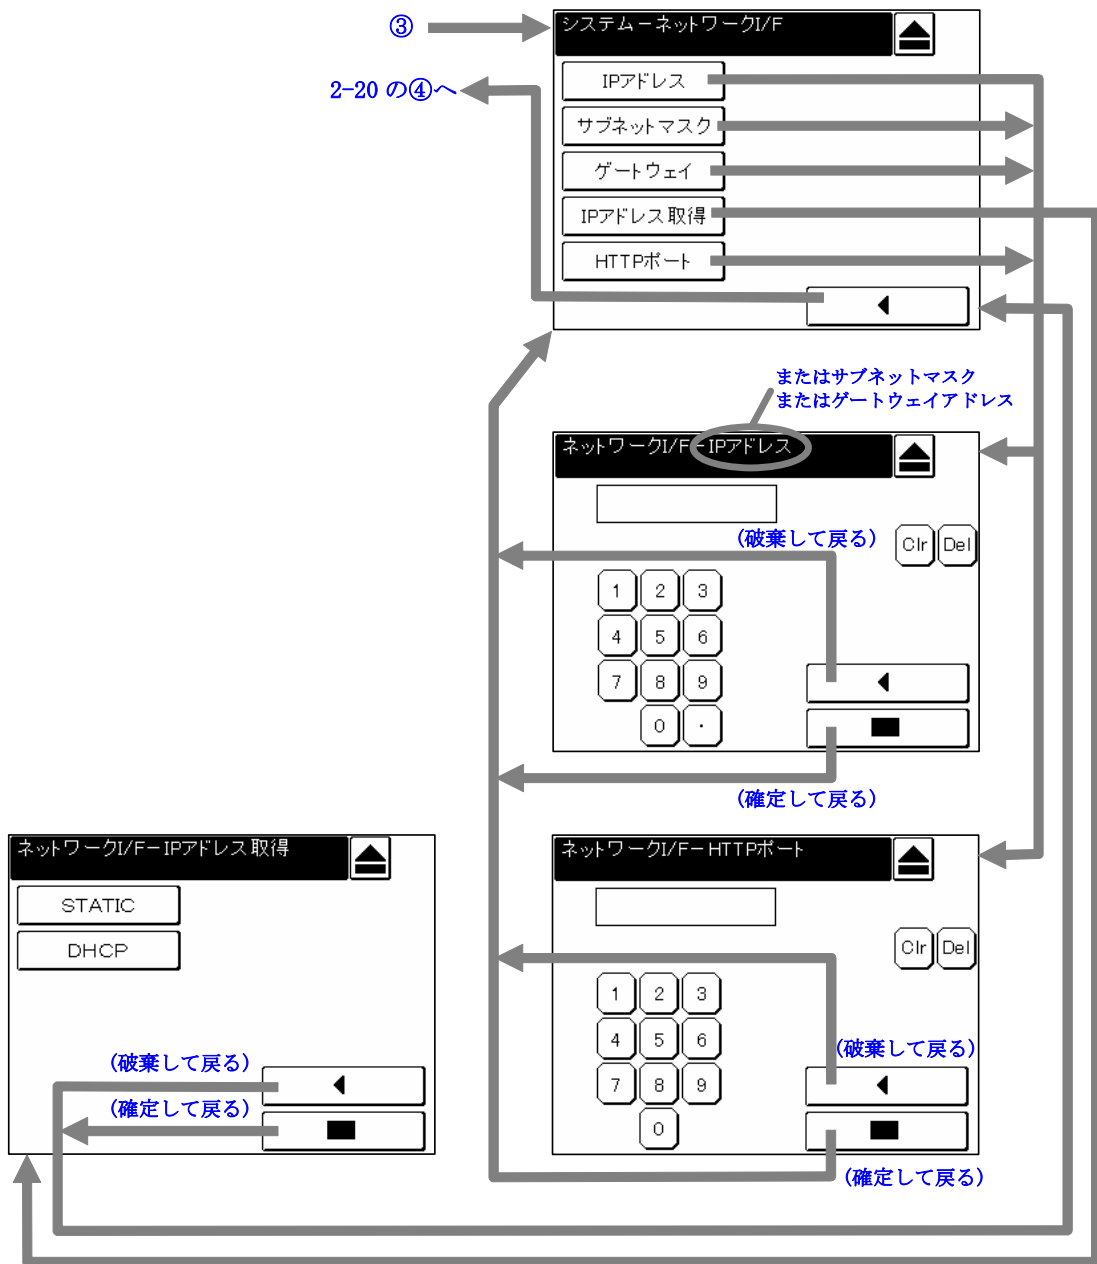 ③
システムーネットワークI/F
2-20 の④へ
IPアドレス
サブネットマスク
ゲートウェイ
IPアドレス取得
HTTPポート
またはサブネットマスク
またはゲートウェイアドレス
ネットワークI/F－IPアドレス
(破棄して戻る)
Clr Del
1 2 3
4 5 6
7 8 9
0 ・
(確定して戻る)
ネットワークI/F－IPアドレス取得
STATIC
DHCP
(破棄して戻る)
(確定して戻る)
ネットワークI/F－HTTPポート
Clr Del
1 2 3
4 5 6
7 8 9
0
(破棄して戻る)
(確定して戻る)